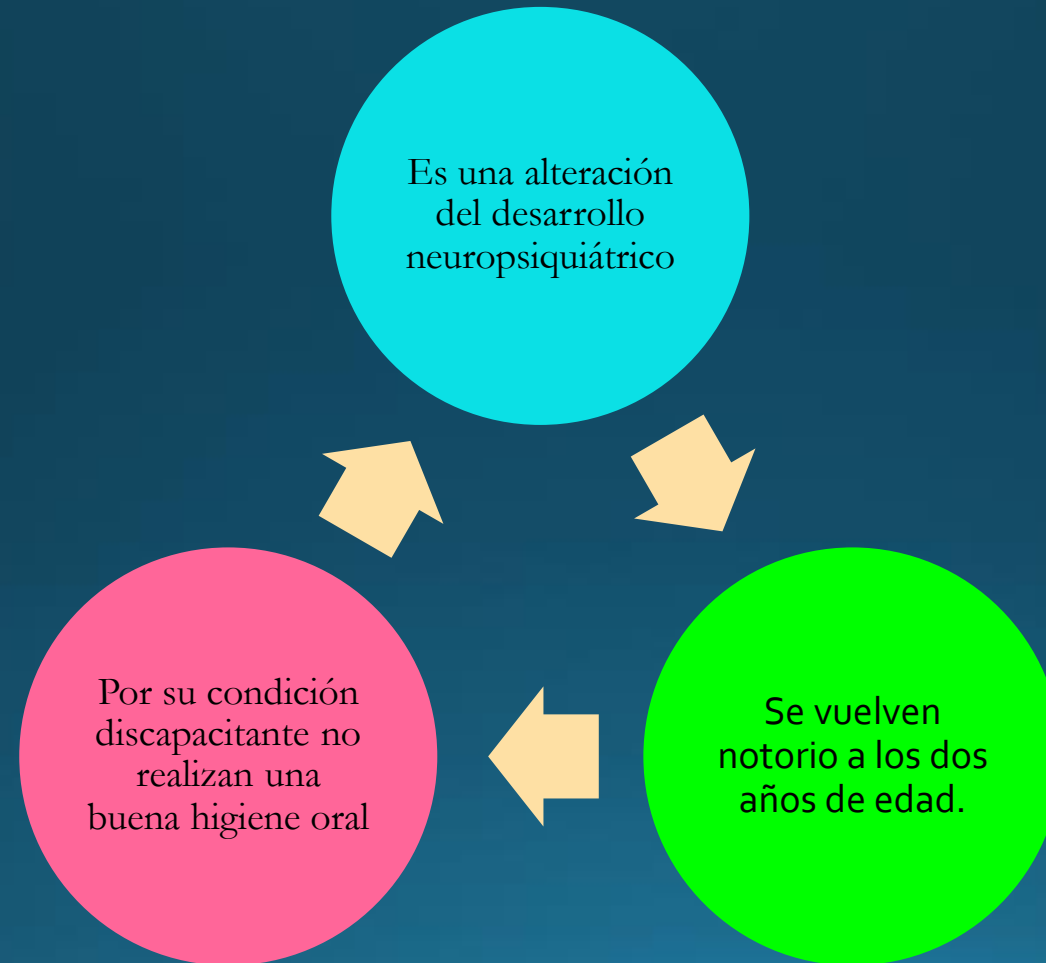 Es una alteración
del desarrollo
neuropsiquiátrico
Se vuelven
notorio a los dos
años de edad.
Por su condición
discapacitante no
realizan una
buena higiene oral